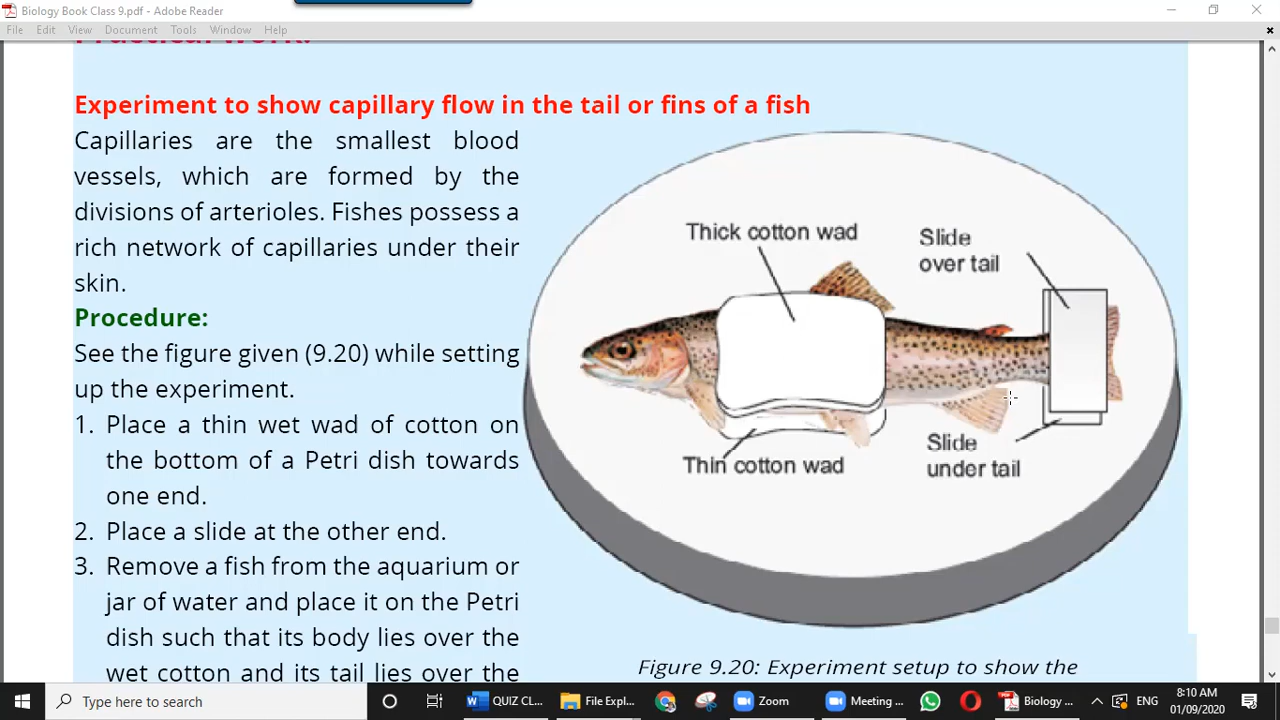 Biology Book Class 9.pdf - Adobe Reader
File Edit View Document Tools Window Help
Practical Work:
Experiment to show capillary flow in the tail or fins of a fish
Capillaries are the smallest blood
vessels, which are formed by the
divisions of arterioles. Fishes possess a
rich network of capillaries under their
skin.
Procedure:
See the figure given (9.20) while setting
up the experiment.
1. Place a thin wet wad of cotton on
the bottom of a Petri dish towards
one end.
2. Place a slide at the other end.
3. Remove a fish from the aquarium or
jar of water and place it on the Petri
dish such that its body lies over the
wet cotton and its tail lies over the
Thick cotton wad
Slide
over tail
Thin cotton wad
Slide
under tail
Figure 9.20: Experiment setup to show the
Type here to search
QUIZ CL...
File Explo...
Zoom
Meeting ...
Biology ...
ENG
8:10 AM
01/09/2020